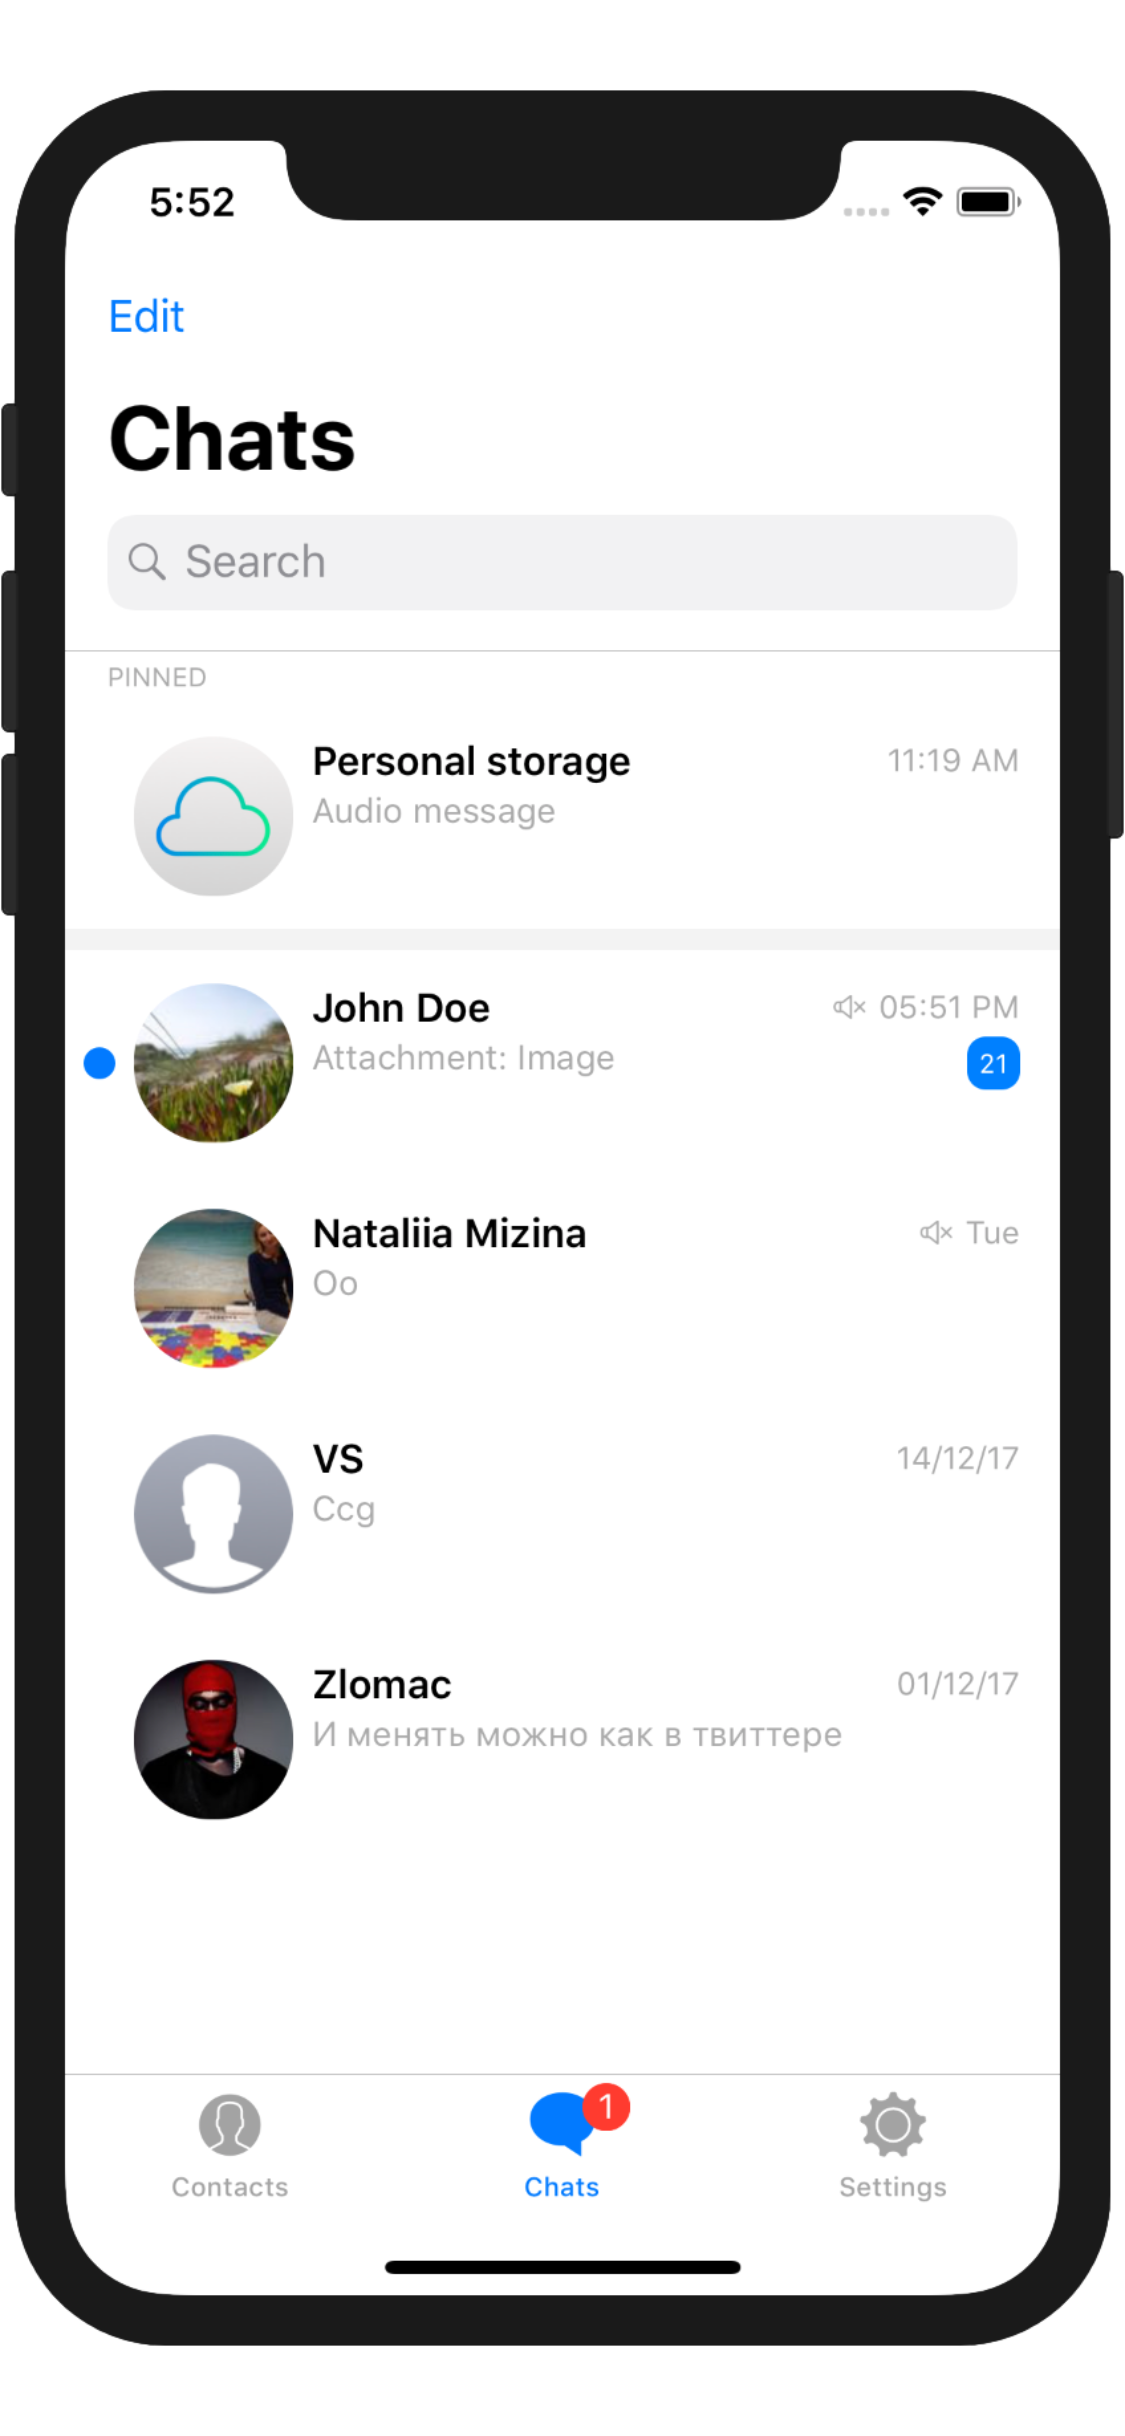 5:52
Edit
Chats
Search
PINNED
Personal storage 11:19 AM
Audio message
John Doe 05:51 PM
Attachment: Image 21
Nataliia Mizina Tue
Oo
VS 14/12/17
Ccg
Zlomac 01/12/17
И менять можно как в твиттере
1
Contacts Chats Settings